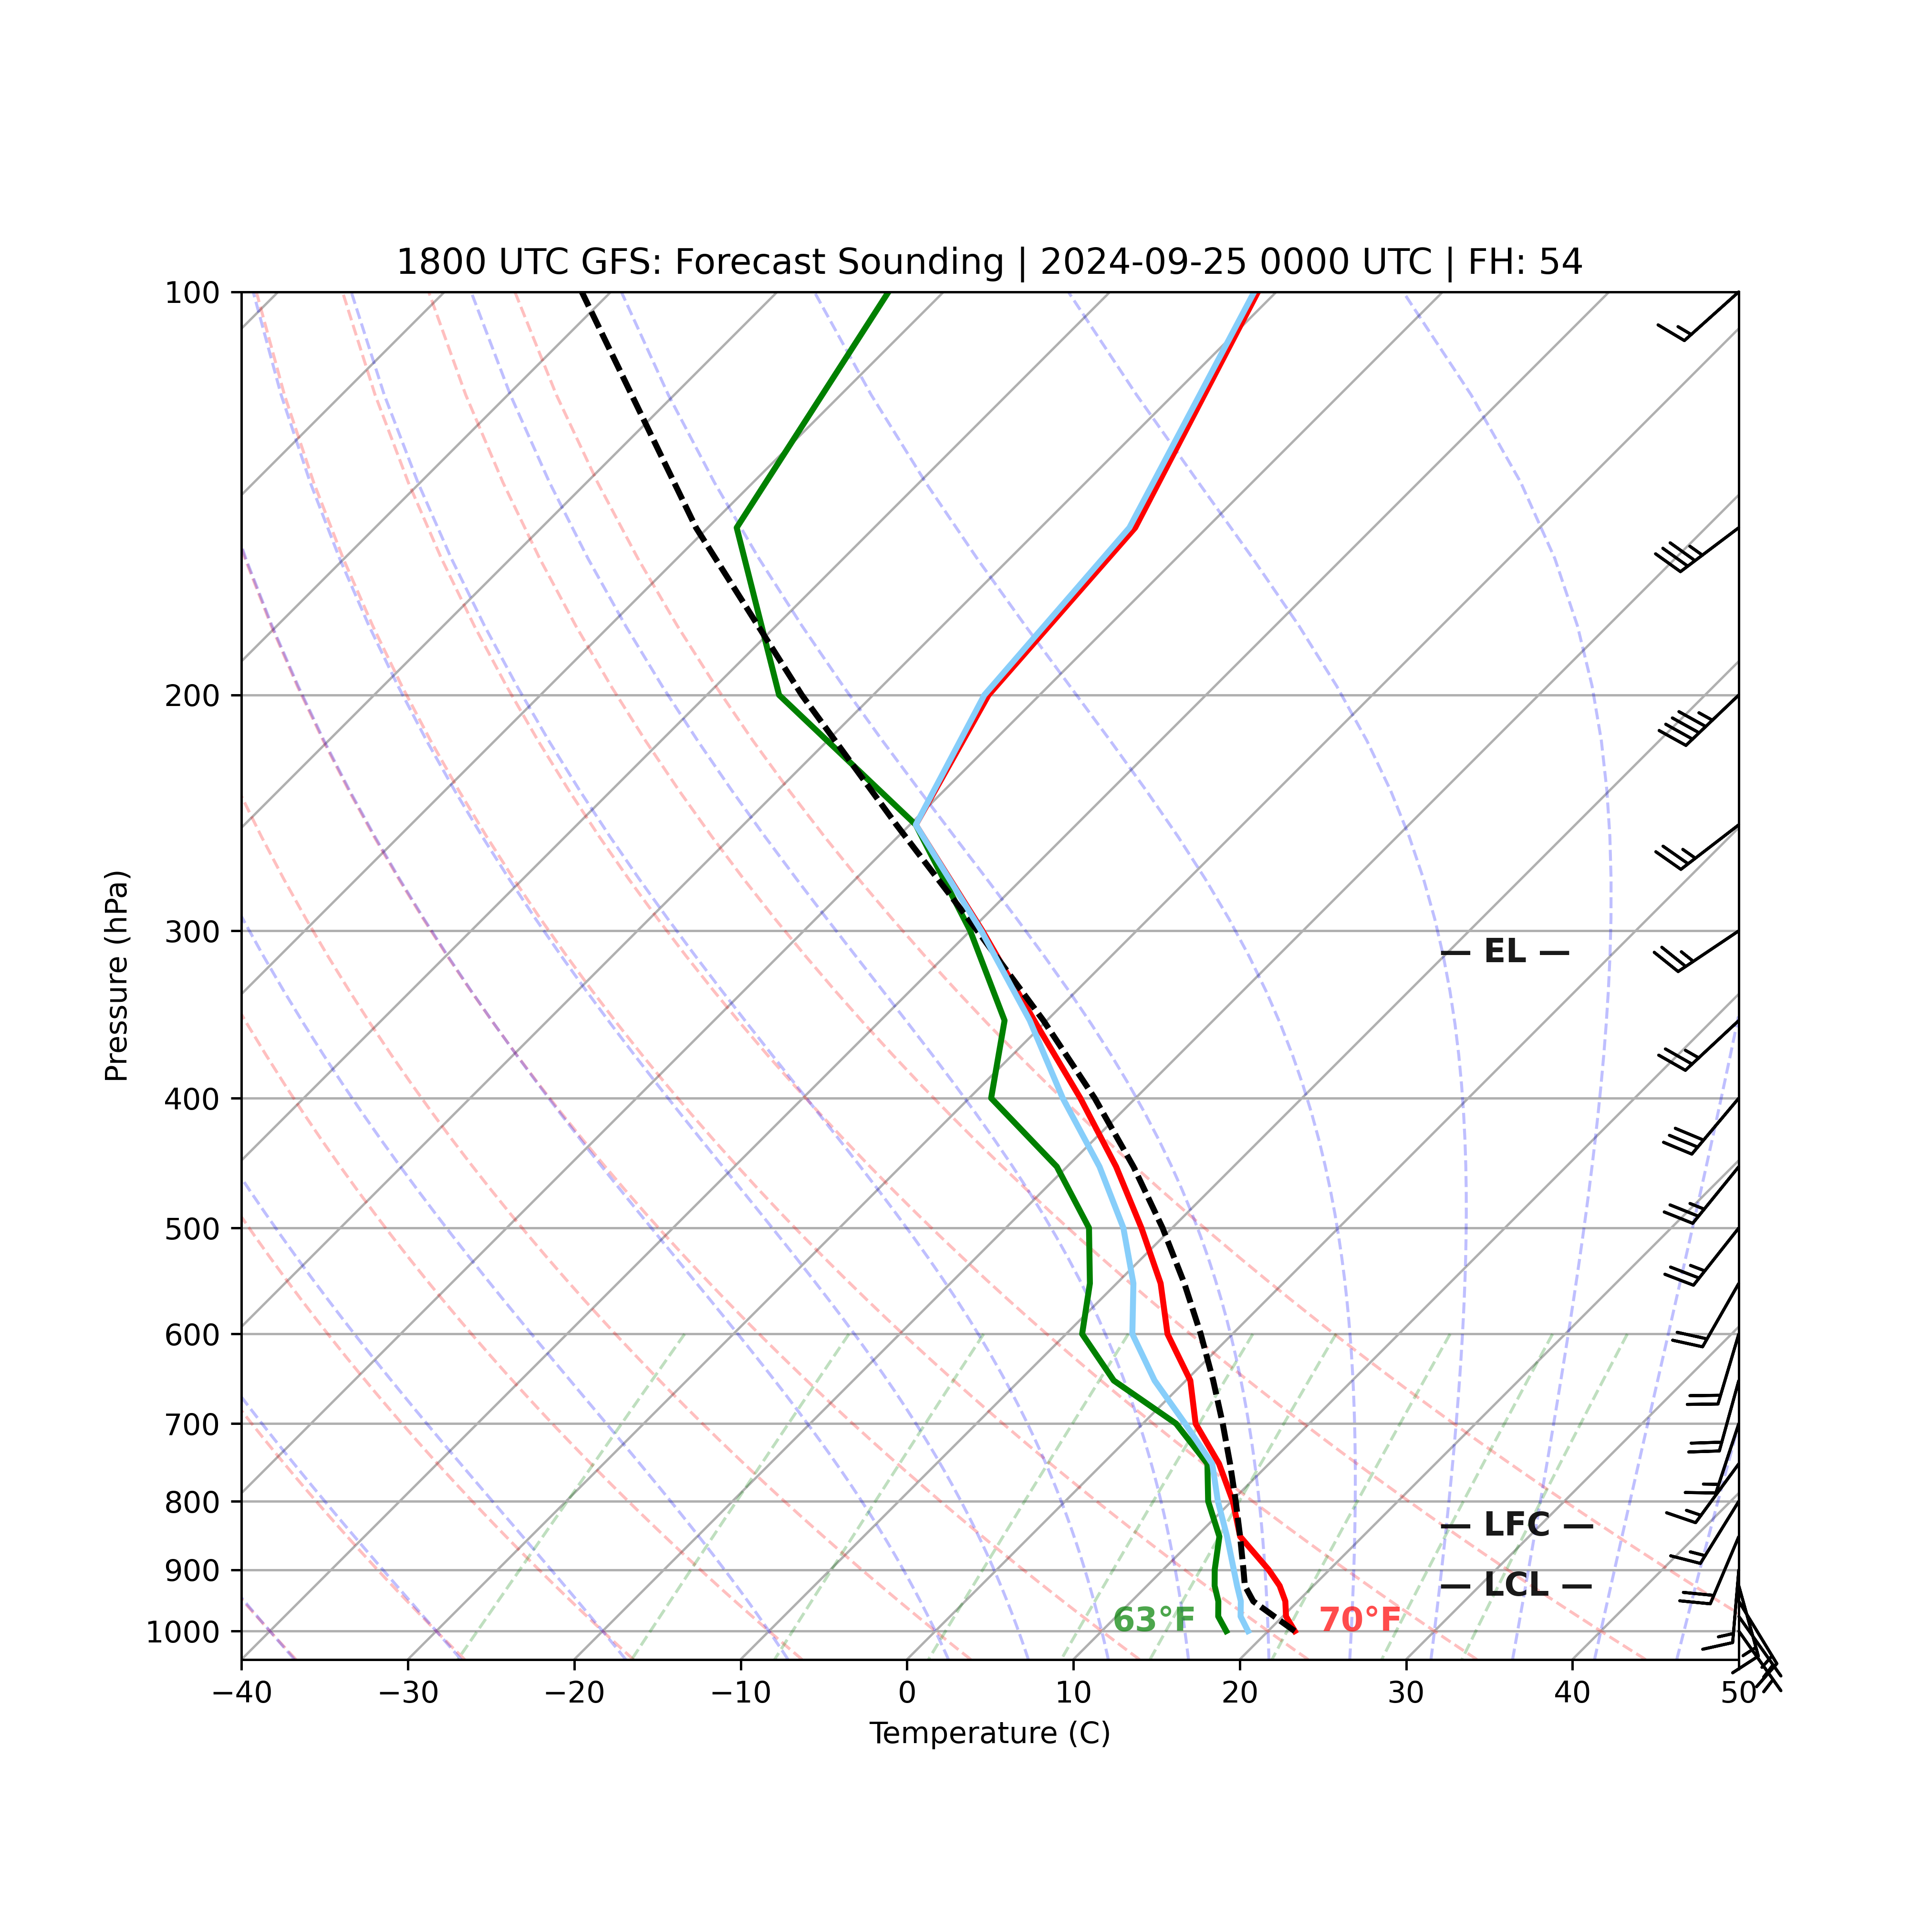 1800 UTC GFS: Forecast Sounding | 2024-09-25 0000 UTC | FH: 54
100
200
300
— EL —
Pressure (hPa)
400
500
600
700
800
— LFC —
900
— LCL —
63°F 70°F
1000
−40 −30 −20 −10 0 10 20 30 40 50
Temperature (C)